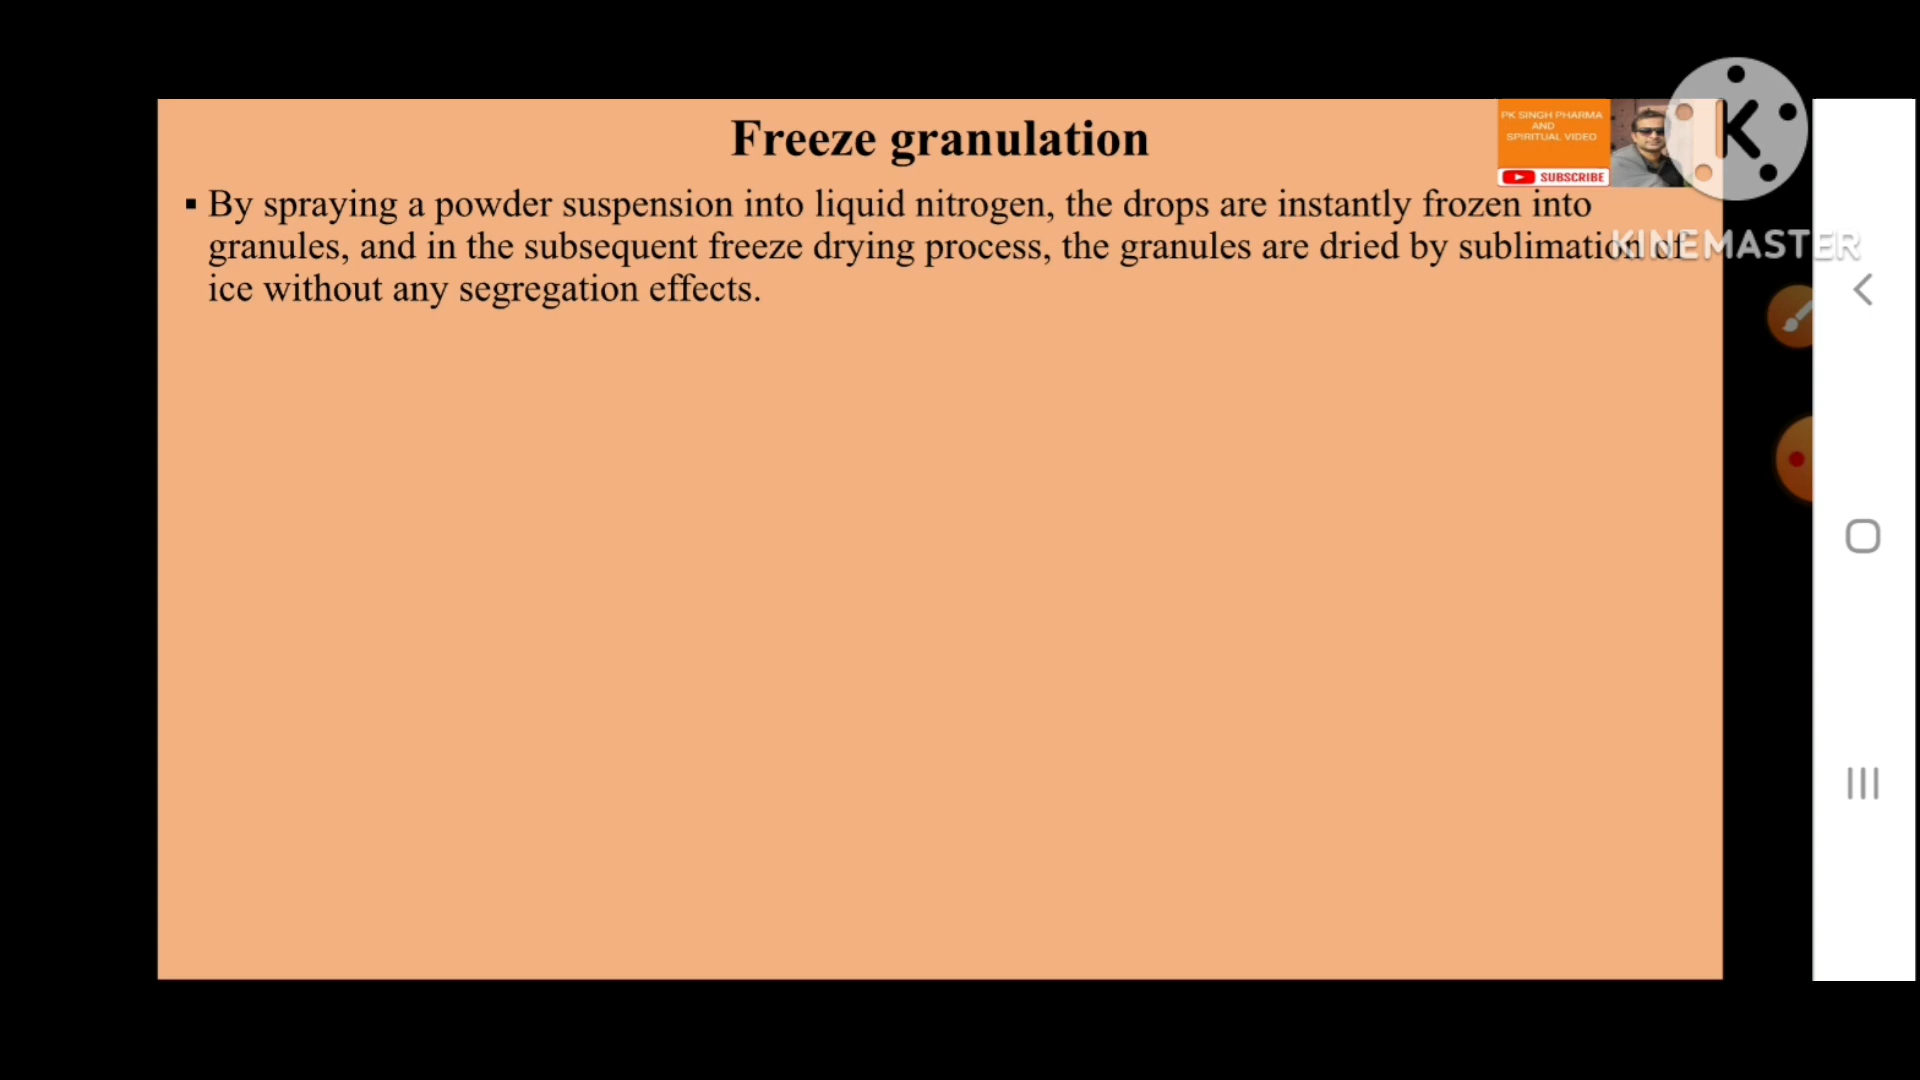 Freeze granulation
PK SINGH PHARMA
AND
SPIRITUAL VIDEO
SUBSCRIBE
K
KINEMASTER
▪ By spraying a powder suspension into liquid nitrogen, the drops are instantly frozen into
granules, and in the subsequent freeze drying process, the granules are dried by sublimation of
ice without any segregation effects.